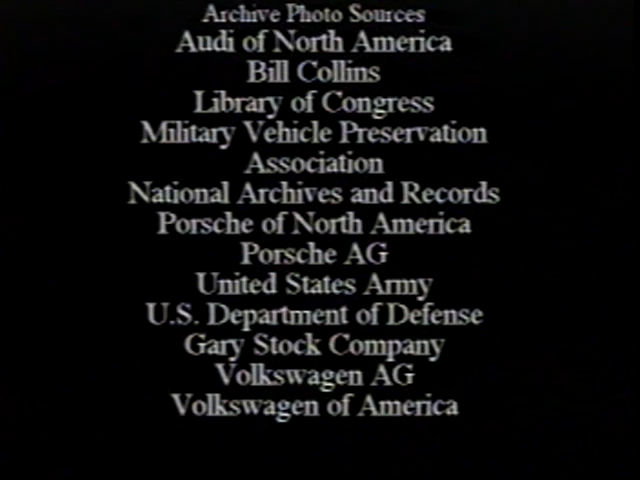 Archive Photo Sources
Audi of North America
Bill Collins
Library of Congress
Military Vehicle Preservation
Association
National Archives and Records
Porsche of North America
Porsche AG
United States Army
U.S. Department of Defense
Gary Stock Company
Volkswagen AG
Volkswagen of America